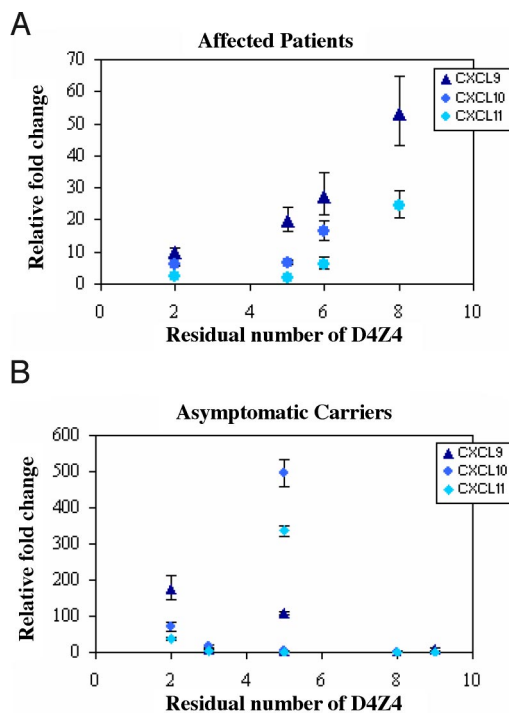 A
Affected Patients
Relative fold change
70
60
50
40
30
20
10
0
0 2 4 6 8 10
Residual number of D4Z4
CXCL9
CXCL10
CXCL11
B
Asymptomatic Carriers
Relative fold change
600
500
400
300
200
100
0
0 2 4 6 8 10
Residual number of D4Z4
CXCL9
CXCL10
CXCL11